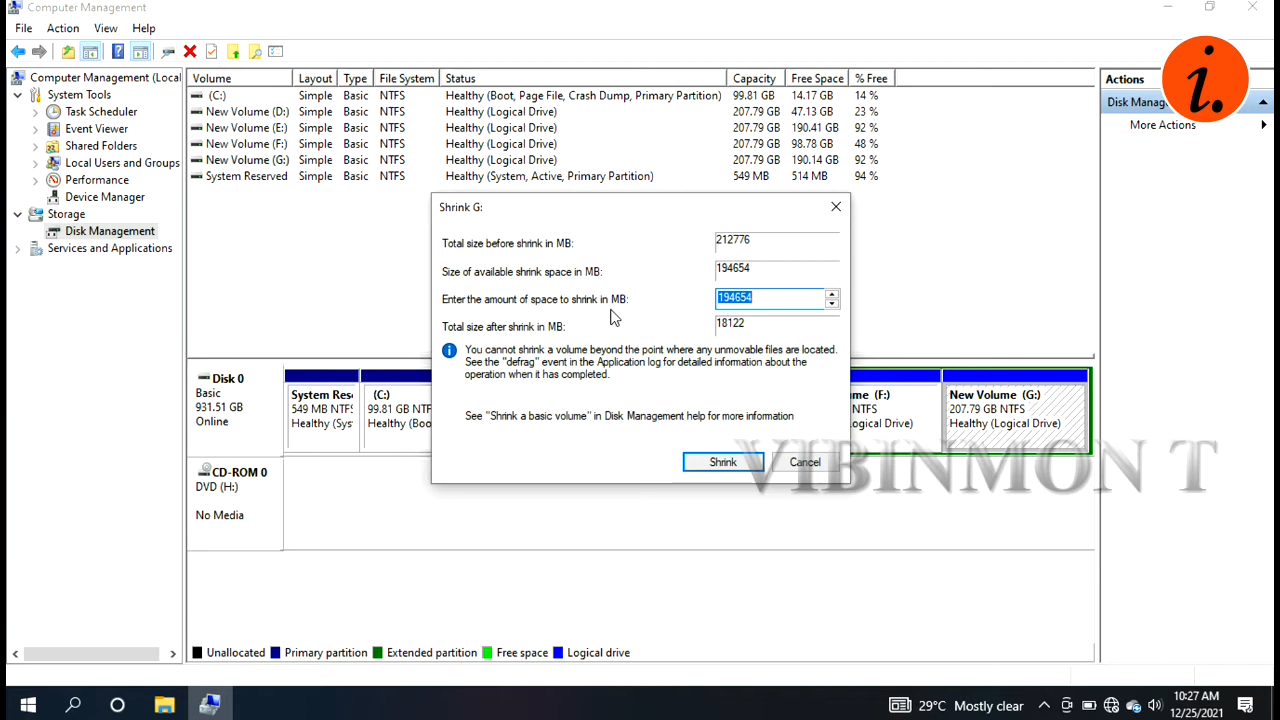 Computer Management
File Action View Help
Computer Management (Local
System Tools
Task Scheduler
Event Viewer
Shared Folders
Local Users and Groups
Performance
Device Manager
Storage
Disk Management
Services and Applications
Volume Layout Type File System Status Capacity Free Space % Free
(C:) Simple Basic NTFS Healthy (Boot, Page File, Crash Dump, Primary Partition) 99.81 GB 14.17 GB 14 %
New Volume (D:) Simple Basic NTFS Healthy (Logical Drive) 207.79 GB 47.13 GB 23 %
New Volume (E:) Simple Basic NTFS Healthy (Logical Drive) 207.79 GB 190.41 GB 92 %
New Volume (F:) Simple Basic NTFS Healthy (Logical Drive) 207.79 GB 98.78 GB 48 %
New Volume (G:) Simple Basic NTFS Healthy (Logical Drive) 207.79 GB 190.14 GB 92 %
System Reserved Simple Basic NTFS Healthy (System, Active, Primary Partition) 549 MB 514 MB 94 %
Actions
Disk Manag
More Actions
i.
Shrink G:
Total size before shrink in MB: 212776
Size of available shrink space in MB: 194654
Enter the amount of space to shrink in MB: 194654
Total size after shrink in MB: 18122
You cannot shrink a volume beyond the point where any unmovable files are located.
See the "defrag" event in the Application log for detailed information about the
operation when it has completed.
See "Shrink a basic volume" in Disk Management help for more information
Shrink Cancel
Disk 0
Basic
931.51 GB
Online
System Res
549 MB NTFS
Healthy (Sys
(C:)
99.81 GB NTF
Healthy (Boo
me (F:)
NTFS
ogical Drive)
New Volume (G:)
207.79 GB NTFS
Healthy (Logical Drive)
CD-ROM 0
DVD (H:)
No Media
VIBINMON T
Unallocated Primary partition Extended partition Free space Logical drive
29°C Mostly clear
10:27 AM
12/25/2021